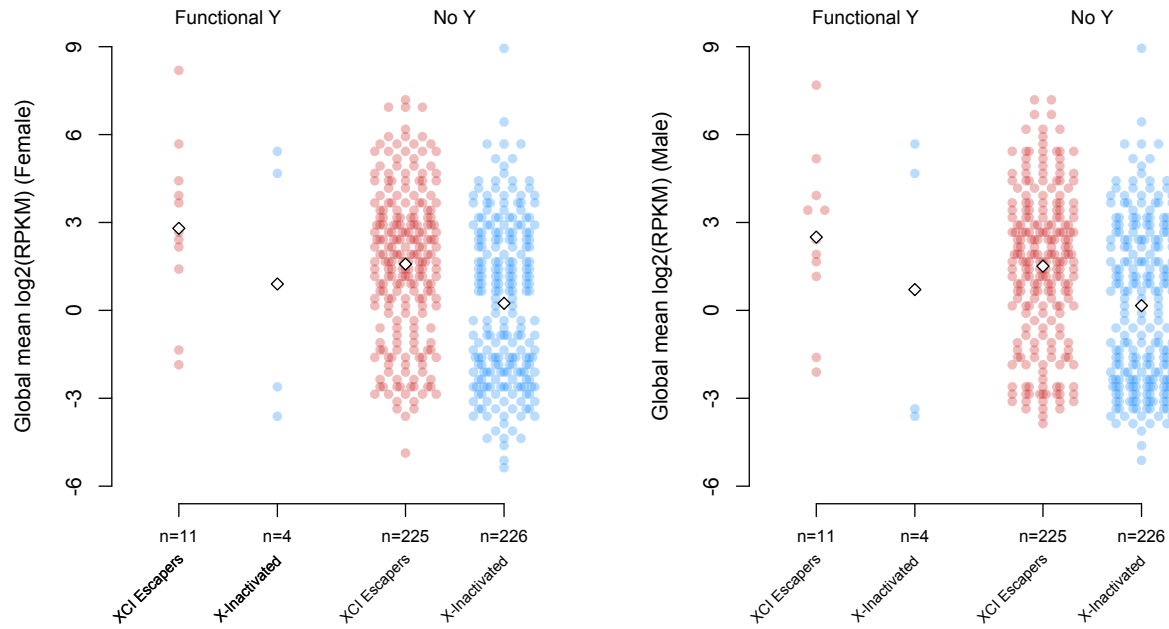 Functional Y No Y
Global mean log2(RPKM) (Female)
9
6
3
0
-3
-6
n=11 n=4 n=225 n=226
XCI Escapers X-Inactivated XCI Escapers X-Inactivated
Functional Y No Y
Global mean log2(RPKM) (Male)
9
6
3
0
-3
-6
n=11 n=4 n=225 n=226
XCI Escapers X-Inactivated XCI Escapers X-Inactivated